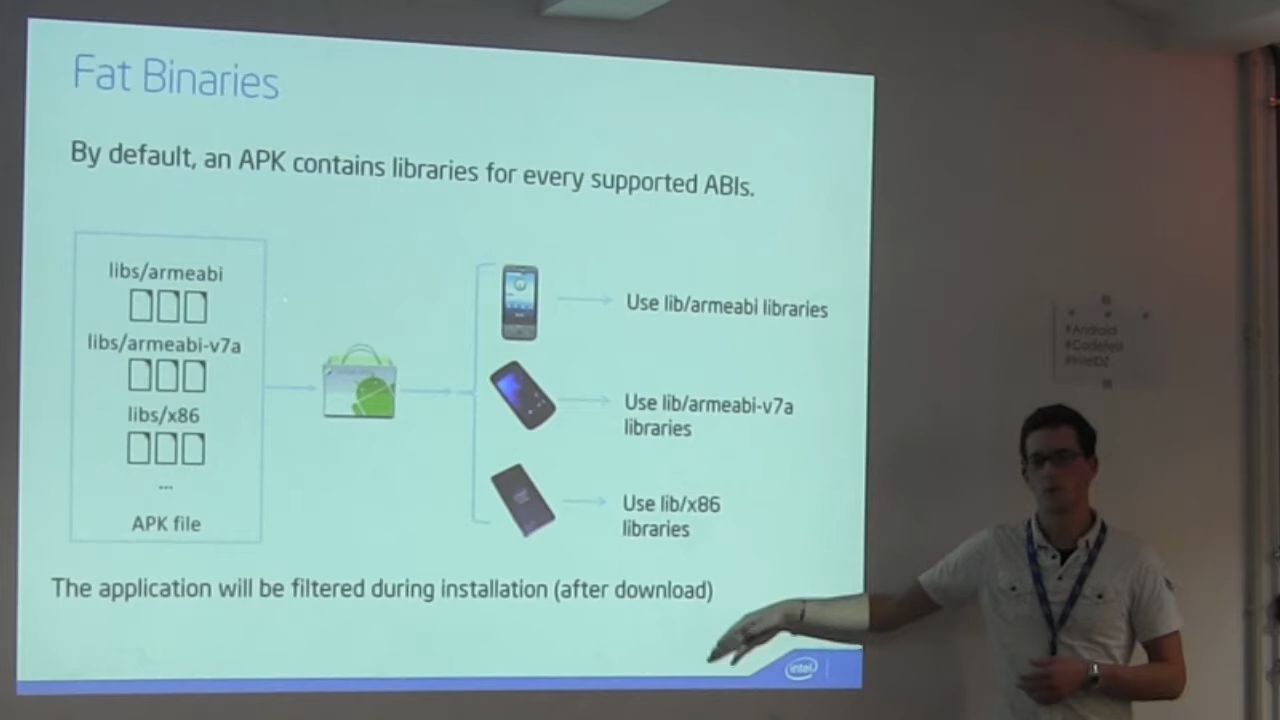 Fat Binaries
By default, an APK contains libraries for every supported ABIs.
libs/armeabi
libs/armeabi-v7a
libs/x86
...
APK file
Use lib/armeabi libraries
Use lib/armeabi-v7a
libraries
Use lib/x86
libraries
The application will be filtered during installation (after download)
intel
#Android
#Codefest